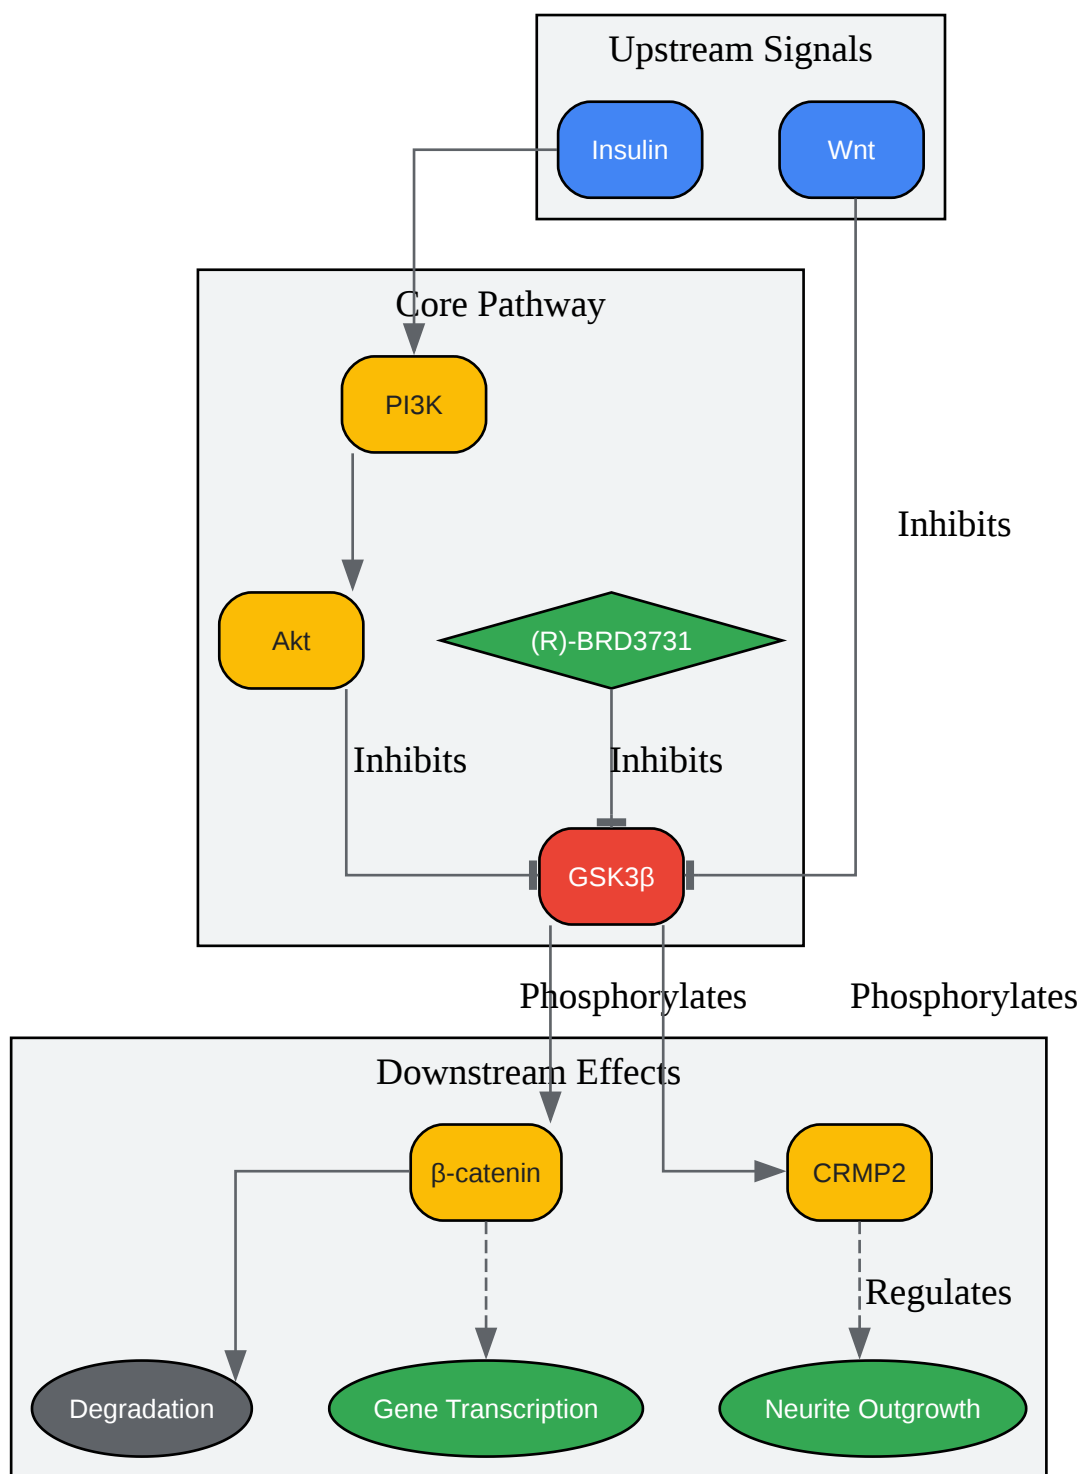 Upstream Signals
Insulin
Wnt
Core Pathway
PI3K
Inhibits
Akt
(R)-BRD3731
Inhibits
Inhibits
GSK3β
Phosphorylates
Phosphorylates
Downstream Effects
β-catenin
CRMP2
Regulates
Degradation
Gene Transcription
Neurite Outgrowth